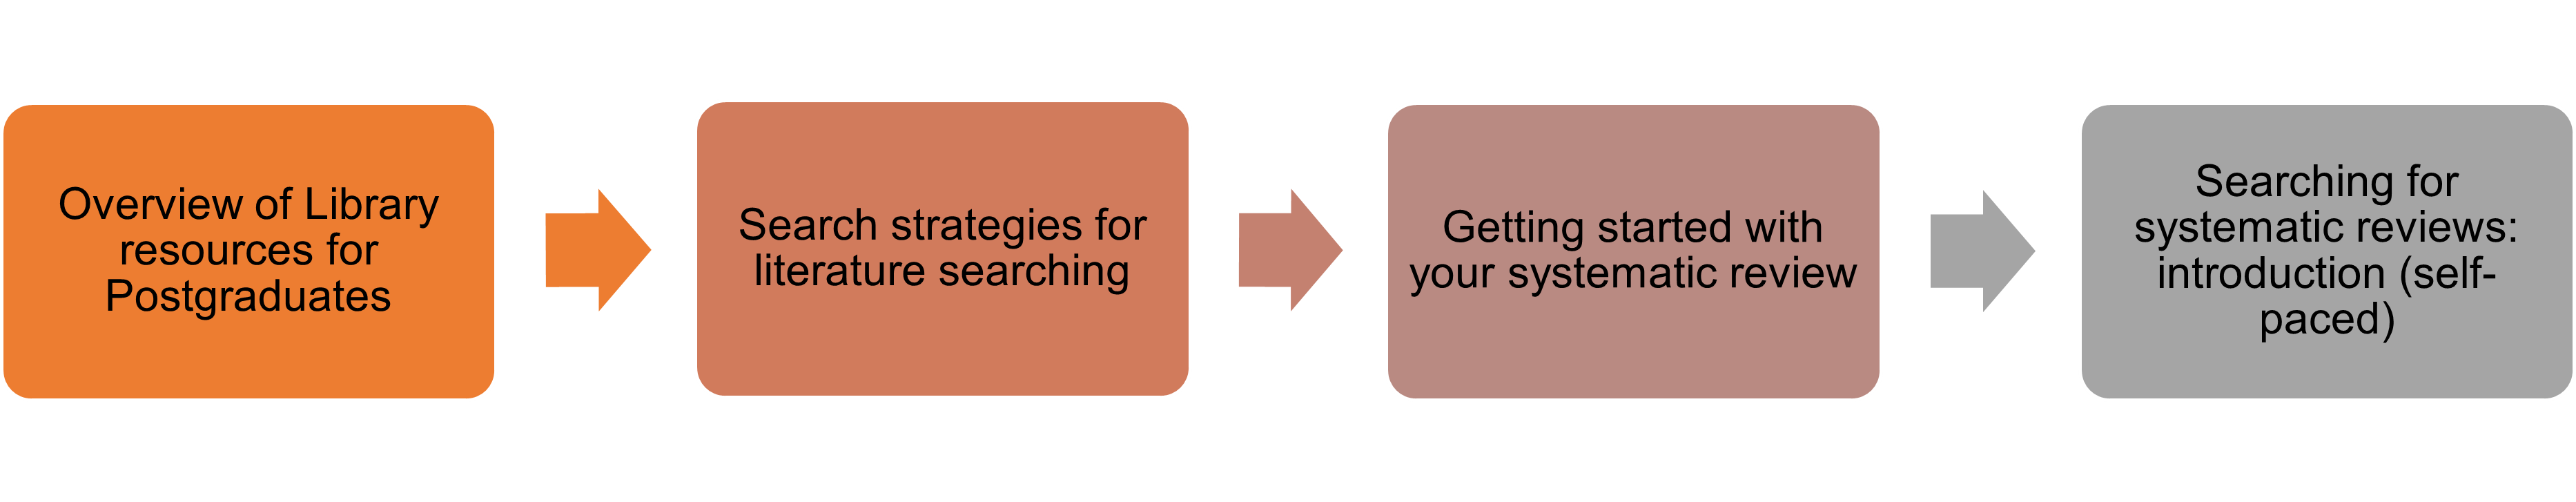 Overview of Library
resources for
Postgraduates
Search strategies for
literature searching
Getting started with
your systematic review
Searching for
systematic reviews:
introduction (self-
paced)